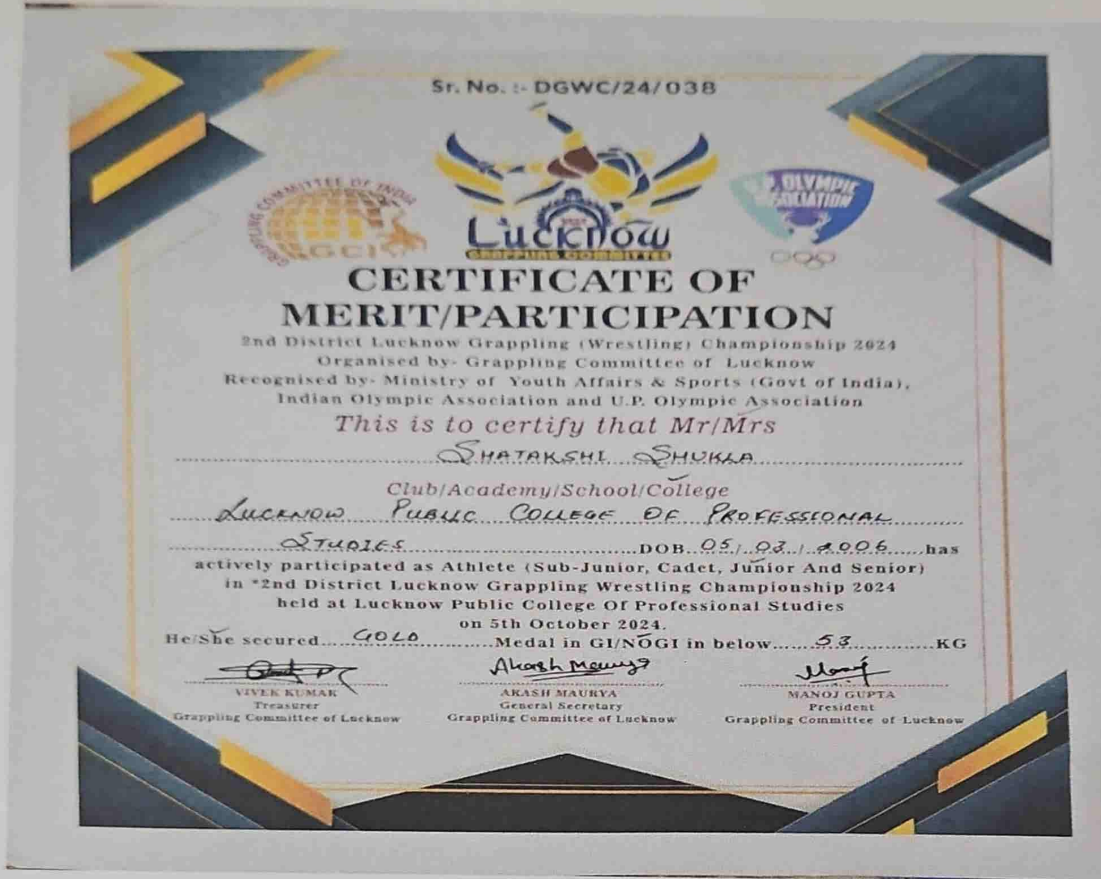 Sr. No. :- DGWC/24/038
GRAPPLING COMMITTEE OF INDIA
GCI
LUCKNOW
GRAPPLING COMMITTEE
U.P. OLYMPIC
ASSOCIATION
CERTIFICATE OF
MERIT/PARTICIPATION
2nd District Lucknow Grappling (Wrestling) Championship 2024
Organised by- Grappling Committee of Lucknow
Recognised by- Ministry of Youth Affairs & Sports (Govt of India),
Indian Olympic Association and U.P. Olympic Association
This is to certify that Mr/Mrs
SHATAKSHI SHUKLA
Club/Academy/School/College
LUCKNOW PUBLIC COLLEGE OF PROFESSIONAL
STUDIES DOB 05/03/2006 has
actively participated as Athlete (Sub-Junior, Cadet, Junior And Senior)
in *2nd District Lucknow Grappling Wrestling Championship 2024
held at Lucknow Public College Of Professional Studies
on 5th October 2024.
He/She secured GOLD Medal in GI/NOGI in below 53 KG
Akash Maurya
VIVEK KUMAR AKASH MAURYA MANOJ GUPTA
Treasurer General Secretary President
Grappling Committee of Lucknow Grappling Committee of Lucknow Grappling Committee of Lucknow